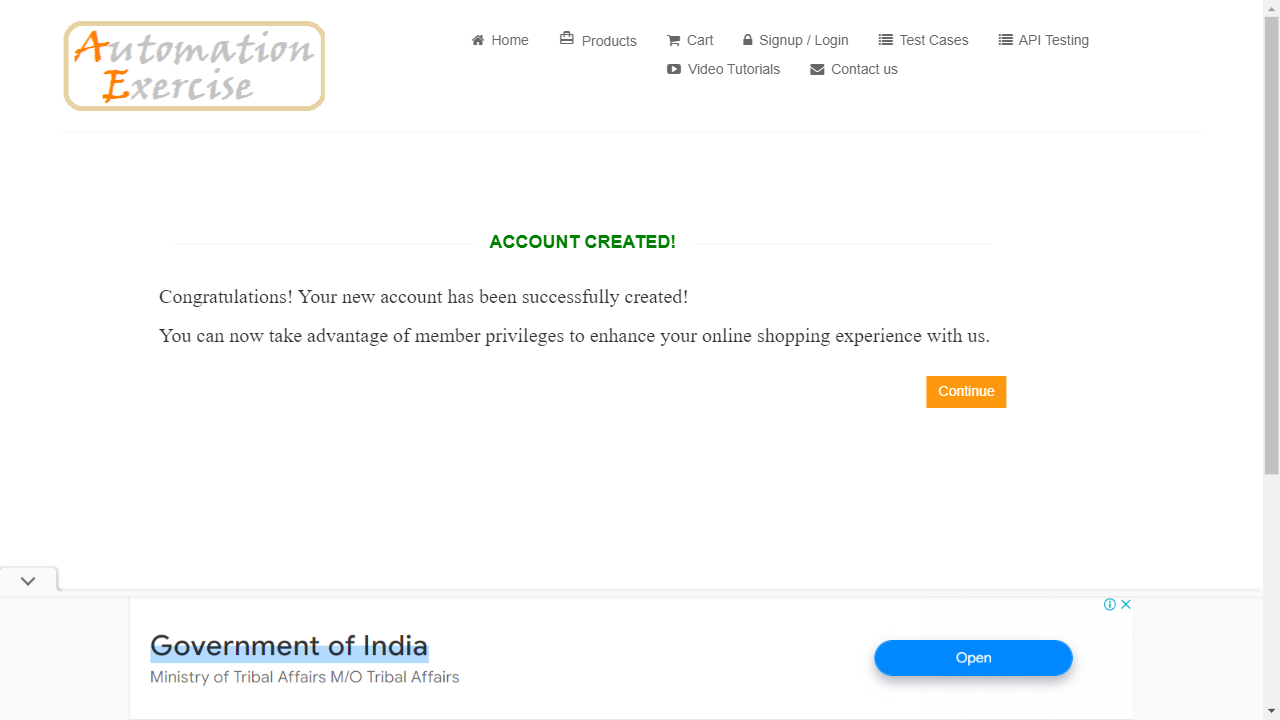 Automation
Exercise
Home
Products
Cart
Signup / Login
Test Cases
API Testing
Video Tutorials
Contact us
ACCOUNT CREATED!
Congratulations! Your new account has been successfully created!
You can now take advantage of member privileges to enhance your online shopping experience with us.
Continue
Government of India
Ministry of Tribal Affairs M/O Tribal Affairs
Open